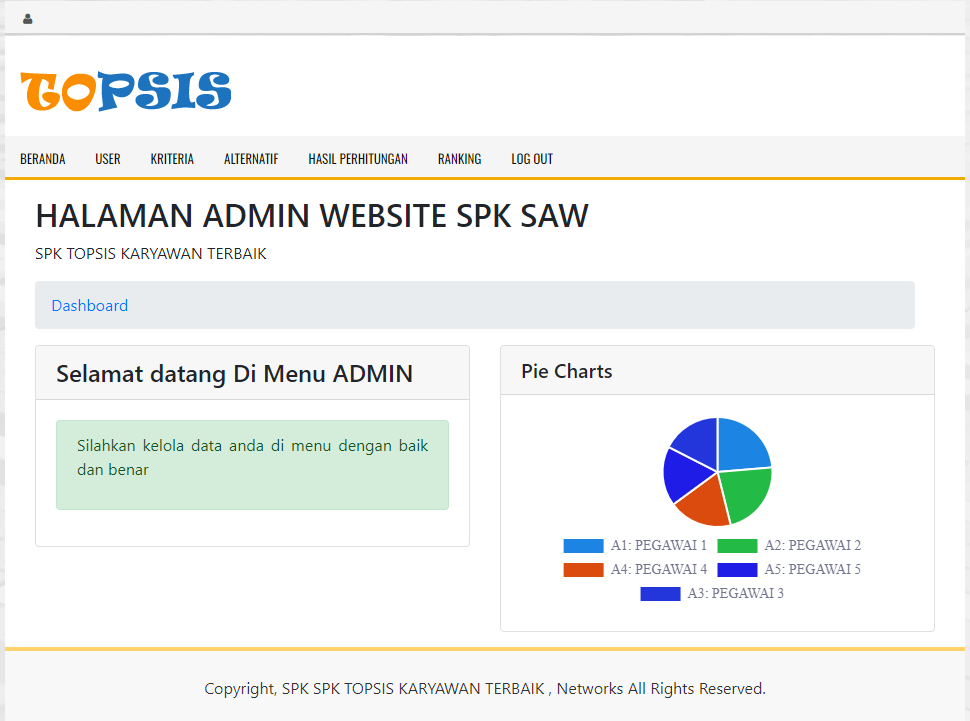 TOPSIS
BERANDA USER KRITERIA ALTERNATIF HASIL PERHITUNGAN RANKING LOG OUT
HALAMAN ADMIN WEBSITE SPK SAW
SPK TOPSIS KARYAWAN TERBAIK
Dashboard
Selamat datang Di Menu ADMIN
Silahkan kelola data anda di menu dengan baik
dan benar
Pie Charts
A1: PEGAWAI 1 A2: PEGAWAI 2
A4: PEGAWAI 4 A5: PEGAWAI 5
A3: PEGAWAI 3
Copyright, SPK SPK TOPSIS KARYAWAN TERBAIK , Networks All Rights Reserved.